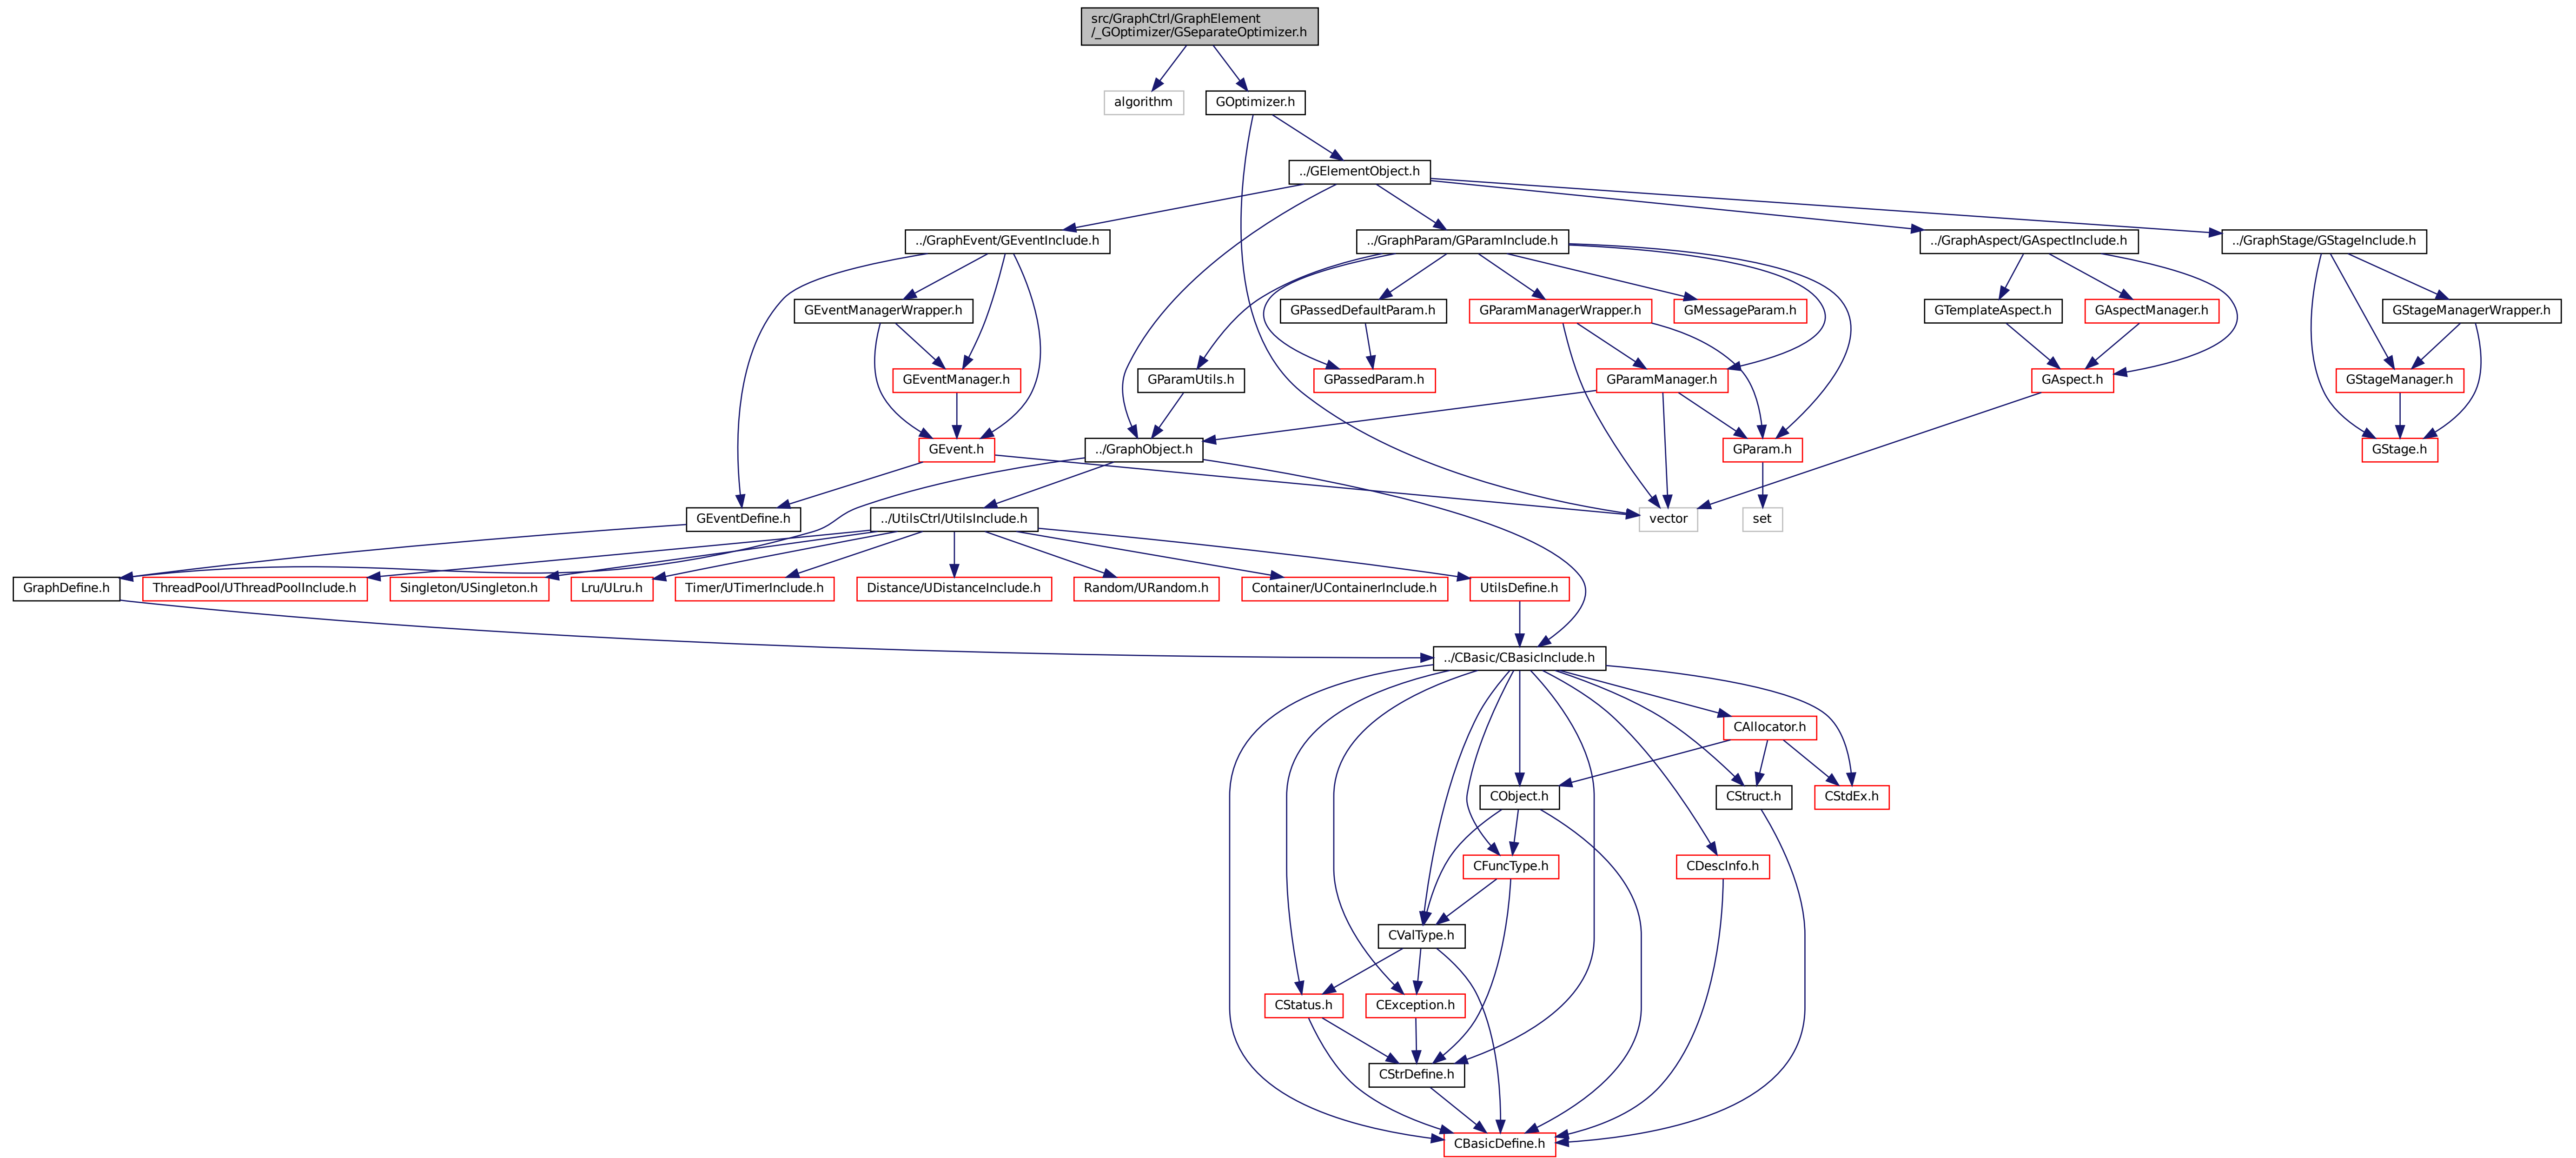 src/GraphCtrl/GraphElement
/_GOptimizer/GSeparateOptimizer.h
algorithm
GOptimizer.h
../GElementObject.h
../GraphEvent/GEventInclude.h
../GraphParam/GParamInclude.h
../GraphAspect/GAspectInclude.h
../GraphStage/GStageInclude.h
GEventManagerWrapper.h
GPassedDefaultParam.h
GParamManagerWrapper.h
GMessageParam.h
GTemplateAspect.h
GAspectManager.h
GStageManagerWrapper.h
GEventManager.h
GParamUtils.h
GPassedParam.h
GParamManager.h
GAspect.h
GStageManager.h
GEvent.h
../GraphObject.h
GParam.h
GStage.h
GEventDefine.h
../UtilsCtrl/UtilsInclude.h
vector
set
GraphDefine.h
ThreadPool/UThreadPoolInclude.h
Singleton/USingleton.h
Lru/ULru.h
Timer/UTimerInclude.h
Distance/UDistanceInclude.h
Random/URandom.h
Container/UContainerInclude.h
UtilsDefine.h
../CBasic/CBasicInclude.h
CAllocator.h
CObject.h
CStruct.h
CStdEx.h
CFuncType.h
CDescInfo.h
CValType.h
CStatus.h
CException.h
CStrDefine.h
CBasicDefine.h